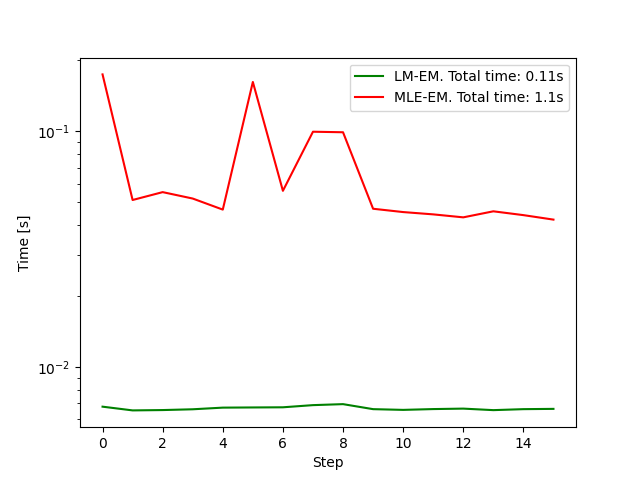 LM-EM. Total time: 0.11s
MLE-EM. Total time: 1.1s
10⁻¹
10⁻²
Time [s]
0 2 4 6 8 10 12 14
Step